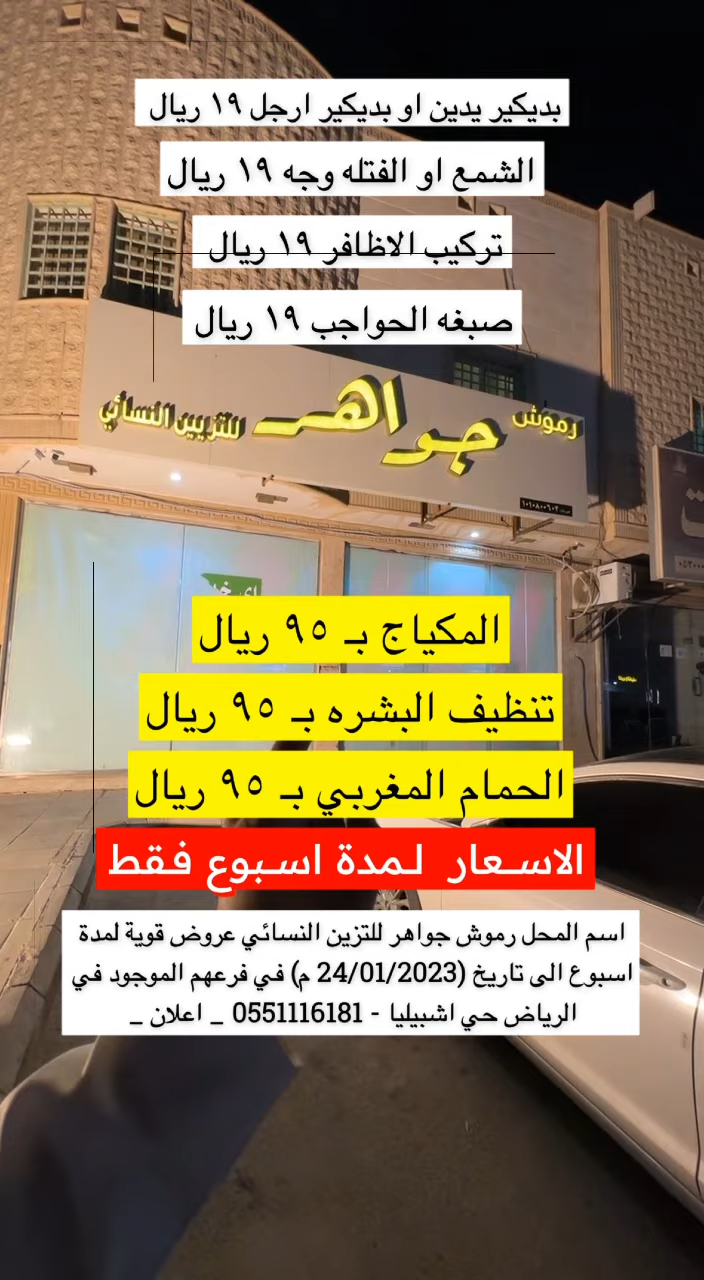 بديكير يدين او بديكير ارجل ١٩ ريال
الشمع او الفتله وجه ١٩ ريال
تركيب الاظافر ١٩ ريال
صبغه الحواجب ١٩ ريال
رموش جواهر للتزيين النسائي
المكياج بـ ٩٥ ريال
تنظيف البشره بـ ٩٥ ريال
الحمام المغربي بـ ٩٥ ريال
الاسعار لمدة اسبوع فقط
اسم المحل رموش جواهر للتزين النسائي عروض قوية لمدة
اسبوع الى تاريخ (24/01/2023 م) في فرعهم الموجود في
الرياض حي اشبيليا - 0551116181 _ اعلان _